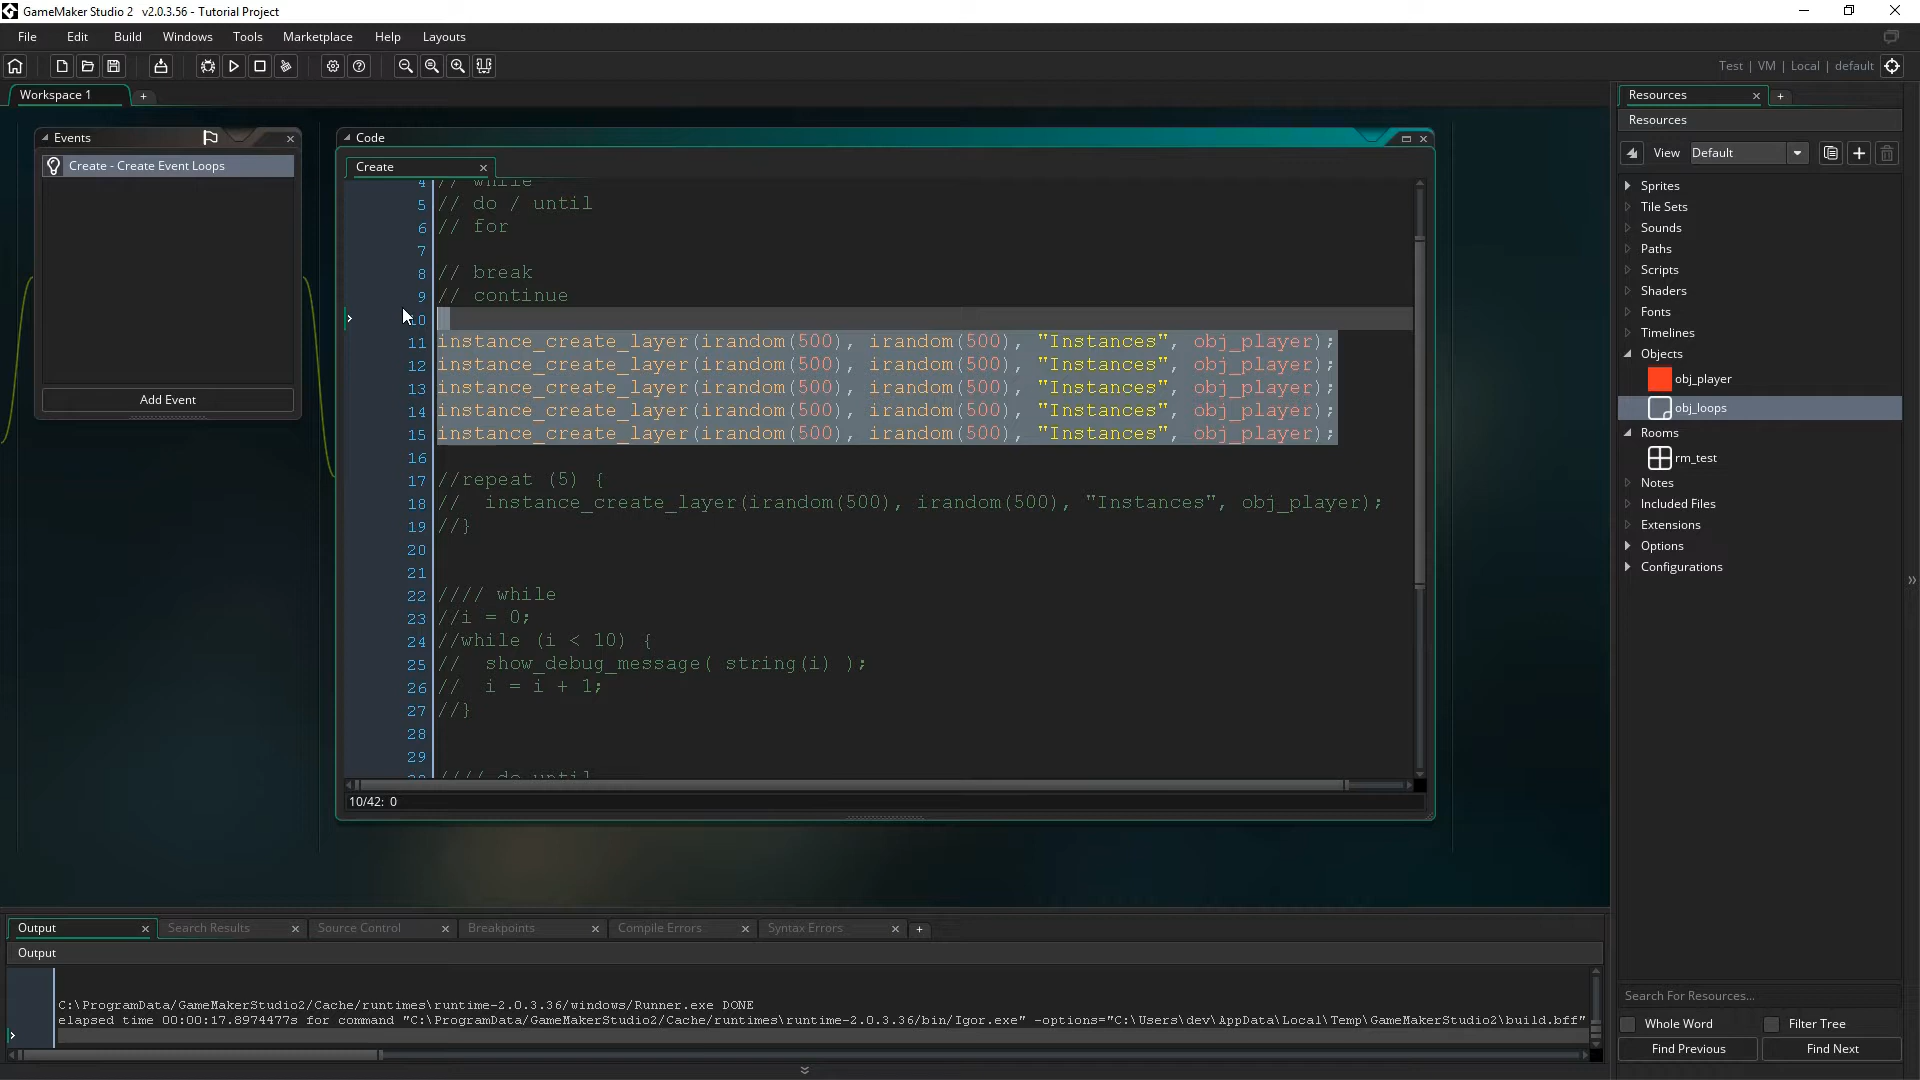 GameMaker Studio 2 v2.0.3.56 - Tutorial Project
File Edit Build Windows Tools Marketplace Help Layouts
Test | VM | Local | default
Workspace 1
Events
Create - Create Event Loops
Add Event
Code
Create
4 // while
5 // do / until
6 // for
7
8 // break
9 // continue
10
11 instance_create_layer(irandom(500), irandom(500), "Instances", obj_player);
12 instance_create_layer(irandom(500), irandom(500), "Instances", obj_player);
13 instance_create_layer(irandom(500), irandom(500), "Instances", obj_player);
14 instance_create_layer(irandom(500), irandom(500), "Instances", obj_player);
15 instance_create_layer(irandom(500), irandom(500), "Instances", obj_player);
16
17 //repeat (5) {
18 //  instance_create_layer(irandom(500), irandom(500), "Instances", obj_player);
19 //}
20
21
22 //// while
23 //i = 0;
24 //while (i < 10) {
25 //  show_debug_message( string(i) );
26 //  i = i + 1;
27 //}
28
29
//// do until
10/42: 0
Resources
Resources
View Default
Sprites
Tile Sets
Sounds
Paths
Scripts
Shaders
Fonts
Timelines
Objects
obj_player
obj_loops
Rooms
rm_test
Notes
Included Files
Extensions
Options
Configurations
Search For Resources...
Whole Word Filter Tree
Find Previous Find Next
Output Search Results Source Control Breakpoints Compile Errors Syntax Errors
Output
C:\ProgramData/GameMakerStudio2/Cache/runtimes\runtime-2.0.3.36/windows/Runner.exe DONE
elapsed time 00:00:17.8974477s for command "C:\ProgramData/GameMakerStudio2/Cache/runtimes\runtime-2.0.3.36/bin/Igor.exe" -options="C:\Users\dev\AppData\Local\Temp\GameMakerStudio2\build.bff"